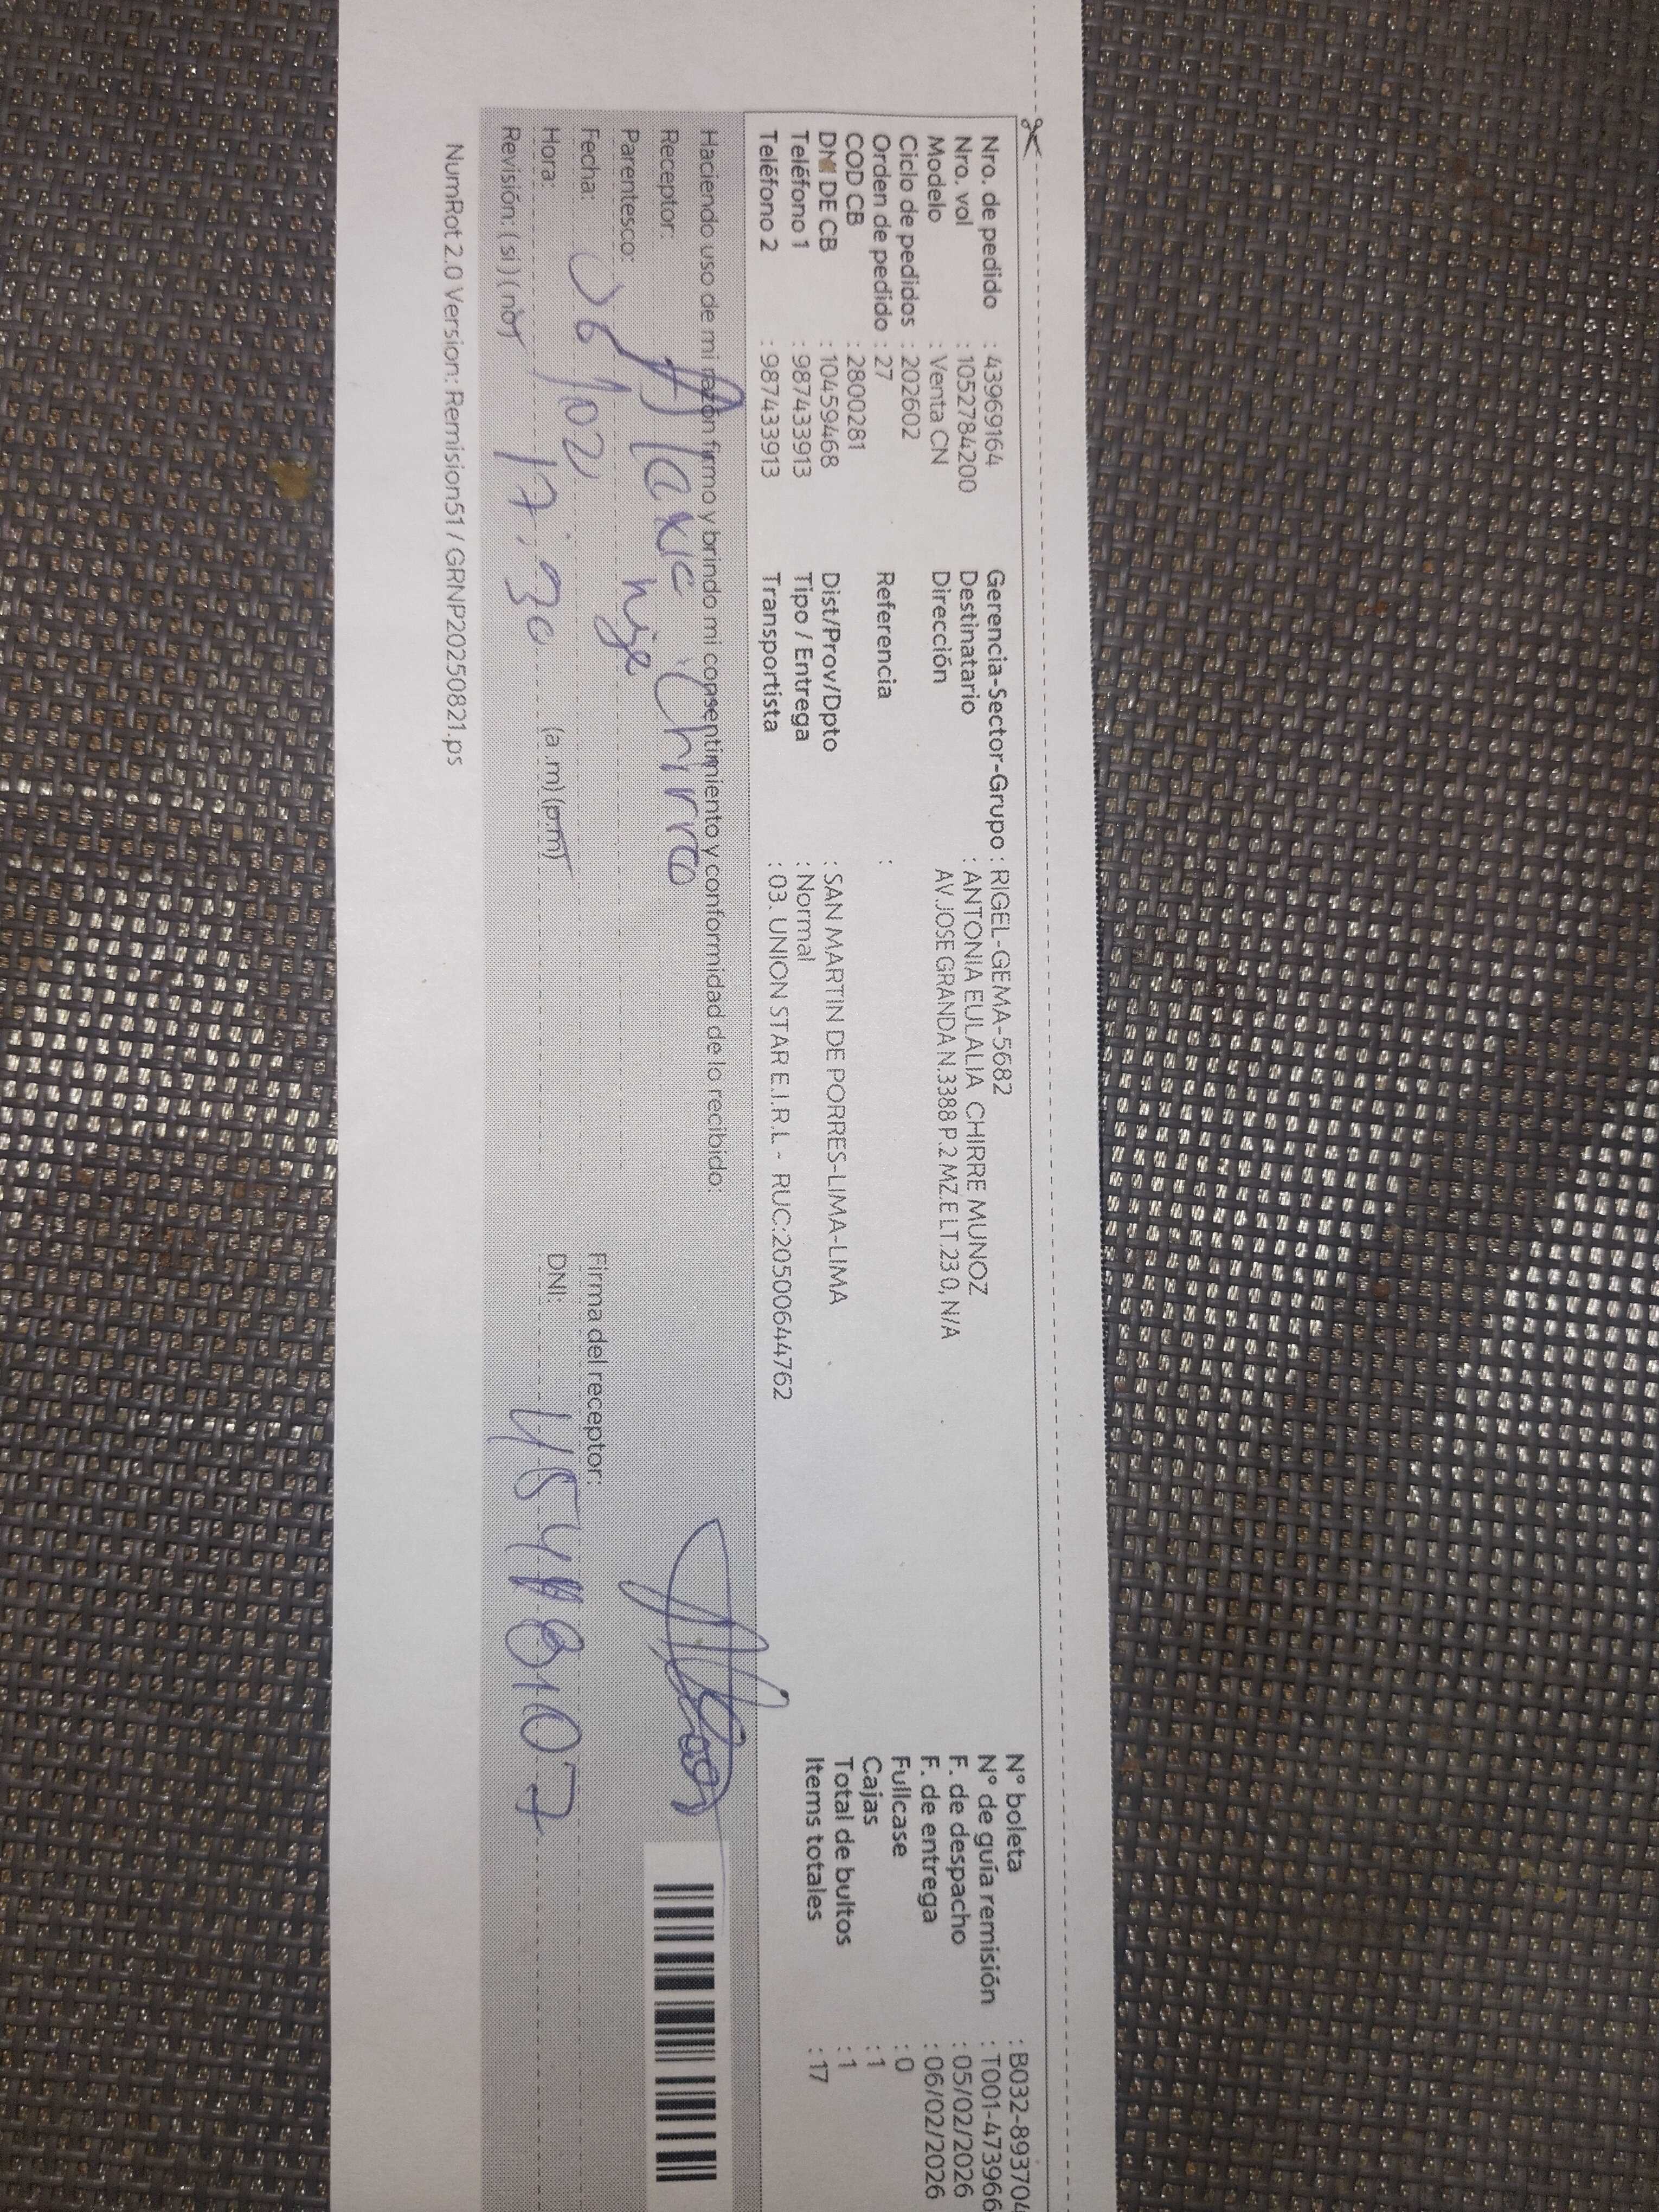 Nro. de pedido : 43969164 Gerencia-Sector-Grupo : RIGEL-GEMA-5682 N° boleta : B032-893704
Nro. vol : 1052784200 Destinatario : ANTONIA EULALIA CHIRRE MUNOZ N° de guía remisión : T001-473966
Modelo : Venta CN Dirección AV.JOSE GRANDA N.3388 P.2 MZ.E LT.23 0, N/A F. de despacho : 05/02/2026
Ciclo de pedidos : 202602 F. de entrega : 06/02/2026
Orden de pedido : 27 Referencia : Fullcase : 0
COD CB : 2800281 Cajas : 1
DNI DE CB : 10459468 Dist/Prov/Dpto : SAN MARTIN DE PORRES-LIMA-LIMA Total de bultos : 1
Teléfono 1 : 987433913 Tipo / Entrega : Normal Items totales : 17
Teléfono 2 : 987433913 Transportista : 03. UNION STAR E.I.R.L - RUC:20500644762
Haciendo uso de mi razón firmo y brindo mi consentimiento y conformidad de lo recibido:
Receptor: Chirre
Parentesco: hije
Fecha: 06/02 Firma del receptor:
Hora: 17:30 (a.m) (p.m) DNI:
Revisión: ( si ) ( no )
NumRot 2.0 Version: Remision51 / GRNP20250821.ps